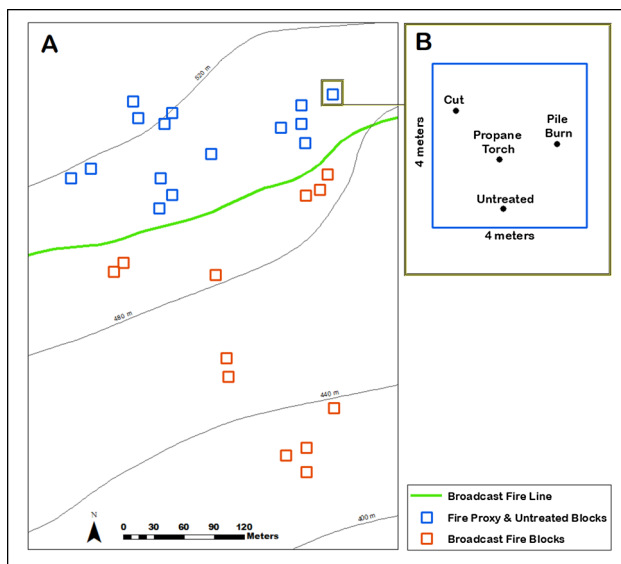 A
520 m
480 m
440 m
400 m
N
0 30 60 90 120
Meters
B
Cut
Propane
Torch
Pile
Burn
Untreated
4 meters
4 meters
Broadcast Fire Line
Fire Proxy & Untreated Blocks
Broadcast Fire Blocks